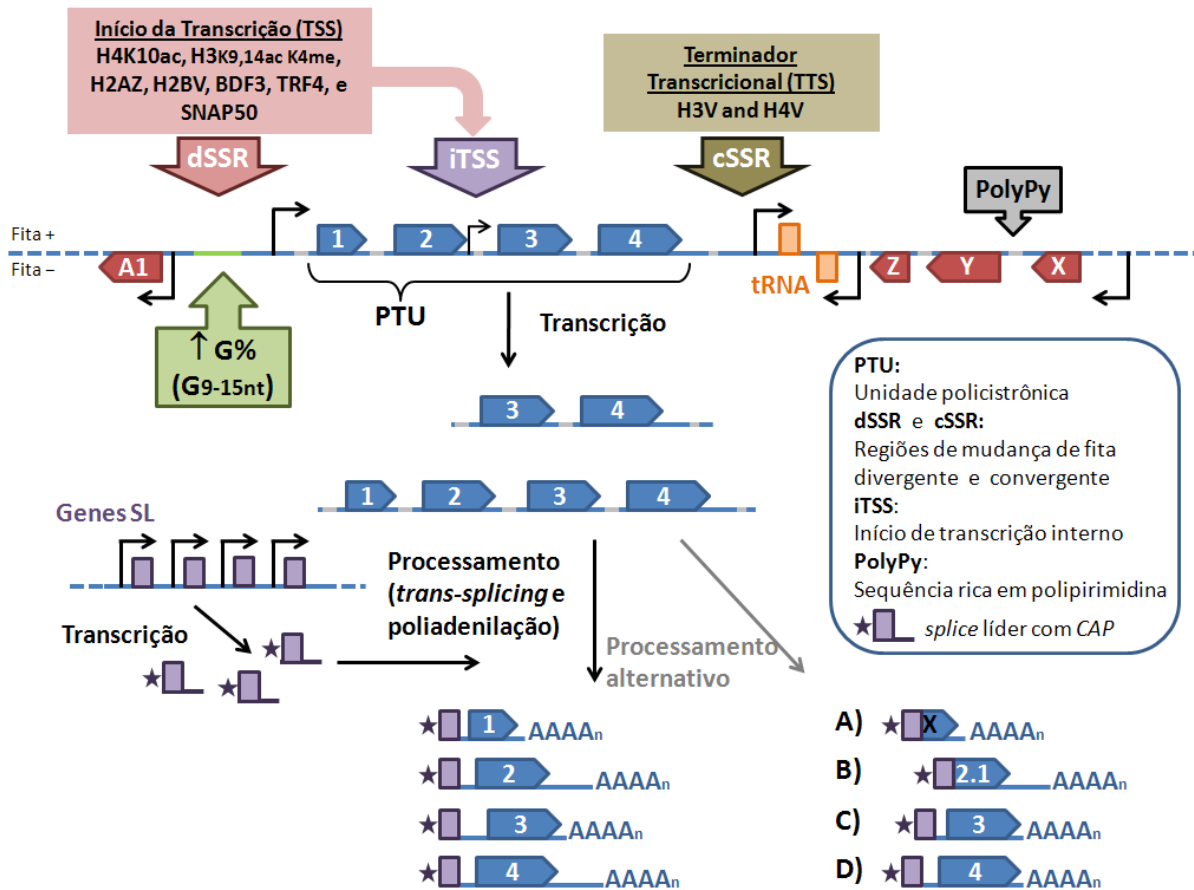 Início da Transcrição (TSS)
H4K10ac, H3K9,14ac K4me,
H2AZ, H2BV, BDF3, TRF4, e
SNAP50
Terminador
Transcricional (TTS)
H3V and H4V
dSSR
iTSS
cSSR
PolyPy
Fita +
Fita –
1
2
3
4
A1
Z
Y
X
tRNA
PTU
↑ G%
(G9-15nt)
Transcrição
3
4
1
2
3
4
PTU:
Unidade policistrônica
dSSR e cSSR:
Regiões de mudança de fita
divergente e convergente
iTSS:
Início de transcrição interno
PolyPy:
Sequência rica em polipirimidina
splice líder com CAP
Genes SL
Transcrição
Processamento
(trans-splicing e
poliadenilação)
Processamento
alternativo
1 AAAAn
2 AAAAn
3 AAAAn
4 AAAAn
A) X AAAAn
B) 2.1 AAAAn
C) 3 AAAAn
D) 4 AAAAn